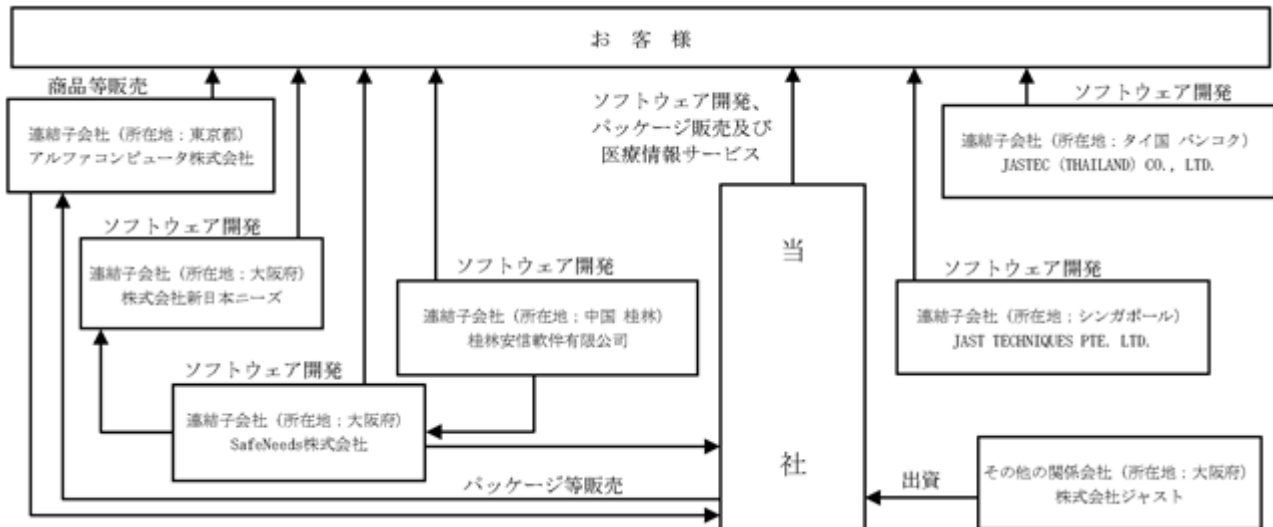 お 客 様
商品等販売
連結子会社（所在地；東京都）
アルファコンピュータ株式会社
ソフトウェア開発
連結子会社（所在地；大阪府）
株式会社新日本ニーズ
ソフトウェア開発
連結子会社（所在地；大阪府）
SafeNeeds株式会社
ソフトウェア開発
連結子会社（所在地；中国 桂林）
桂林安信軟件有限公司
ソフトウェア開発、
パッケージ販売及び
医療情報サービス
当
社
ソフトウェア開発
連結子会社（所在地；タイ国 バンコク）
JASTEC (THAILAND) CO., LTD.
ソフトウェア開発
連結子会社（所在地；シンガポール）
JAST TECHNIQUES PTE. LTD.
パッケージ等販売
出資
その他の関係会社（所在地；大阪府）
株式会社ジャスト